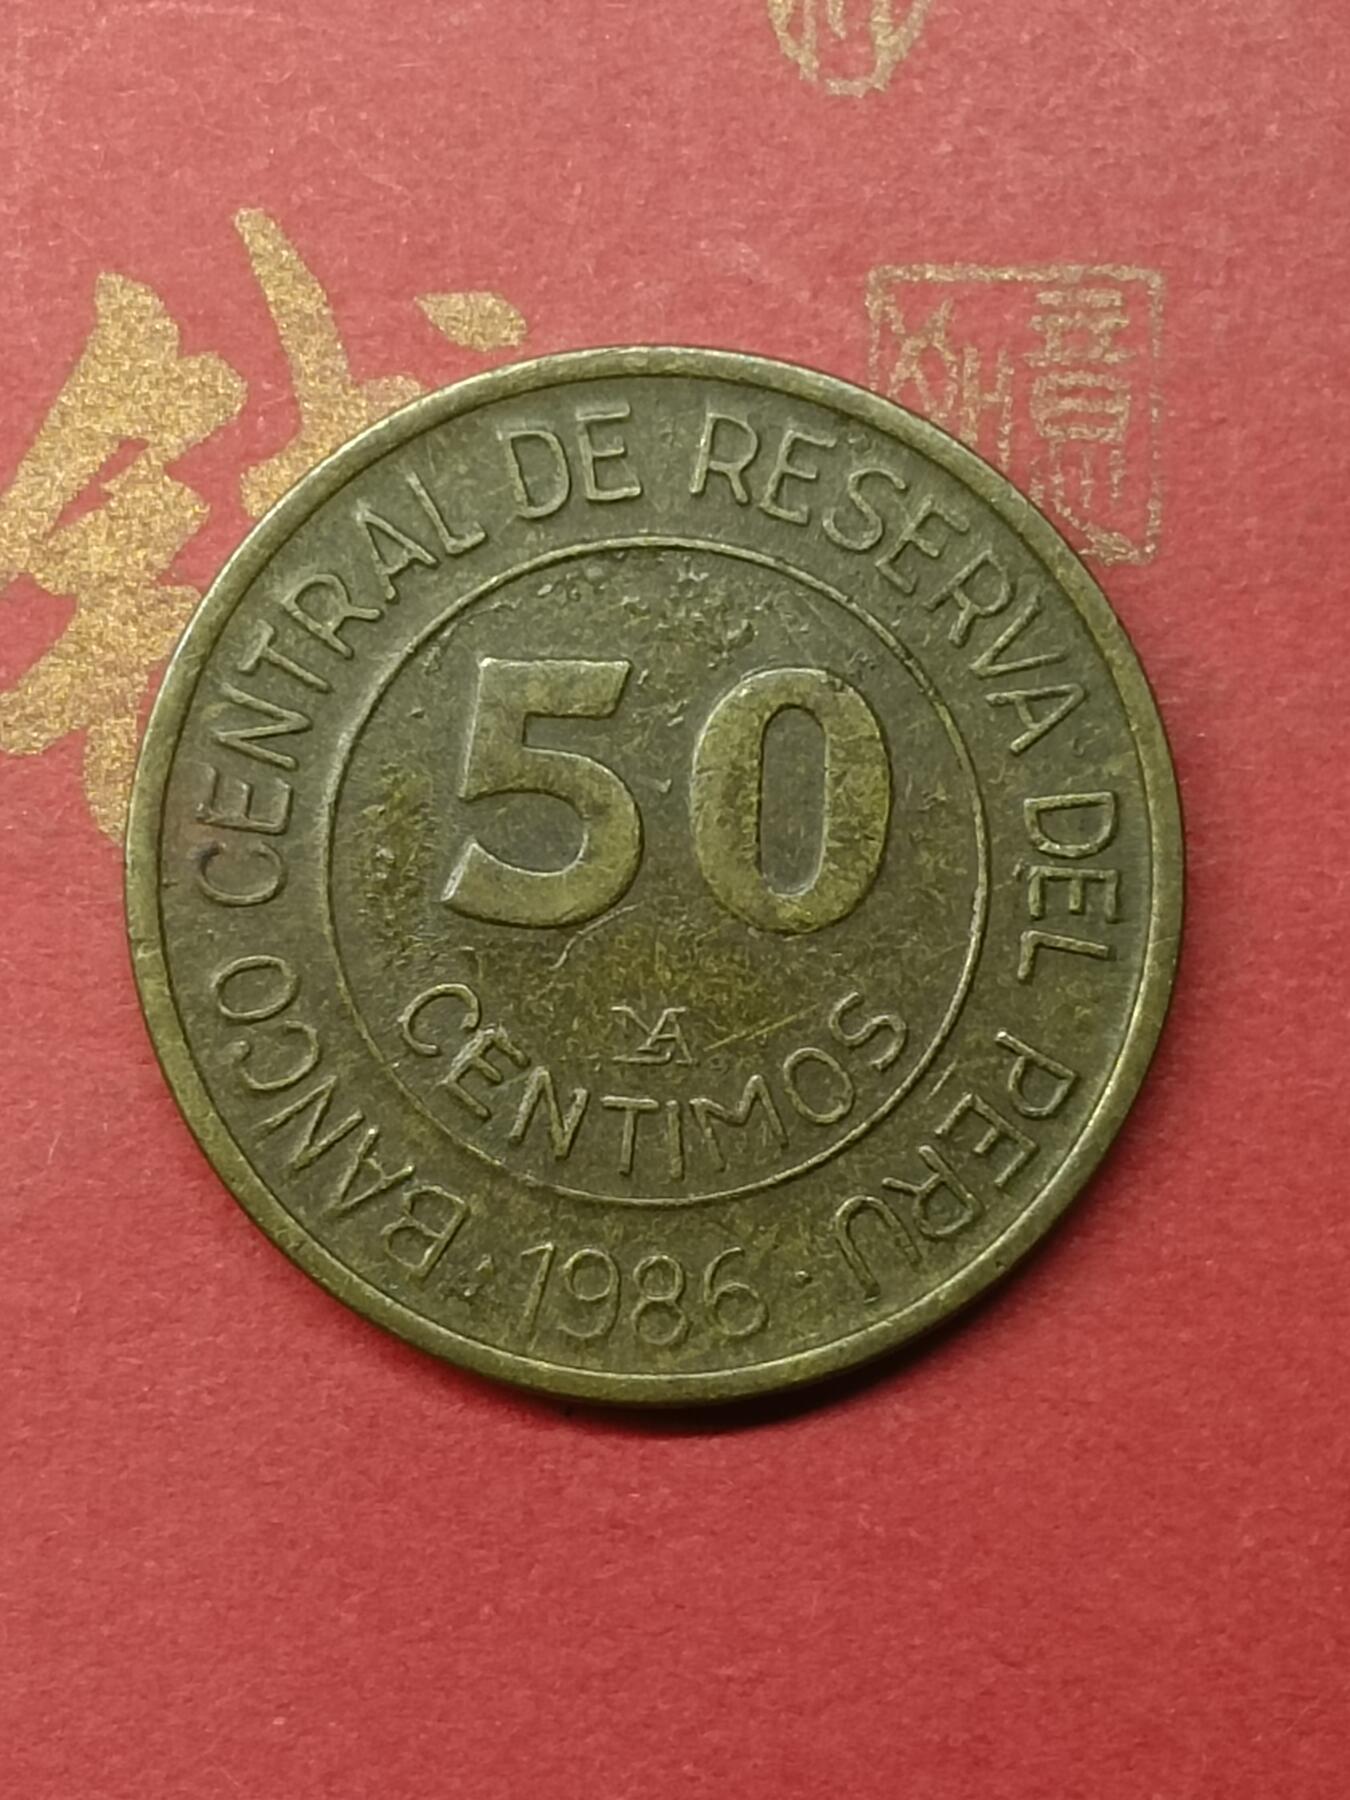 BANCO CENTRAL DE RESERVA DEL PERU
50
CENTIMOS
· 1986 ·